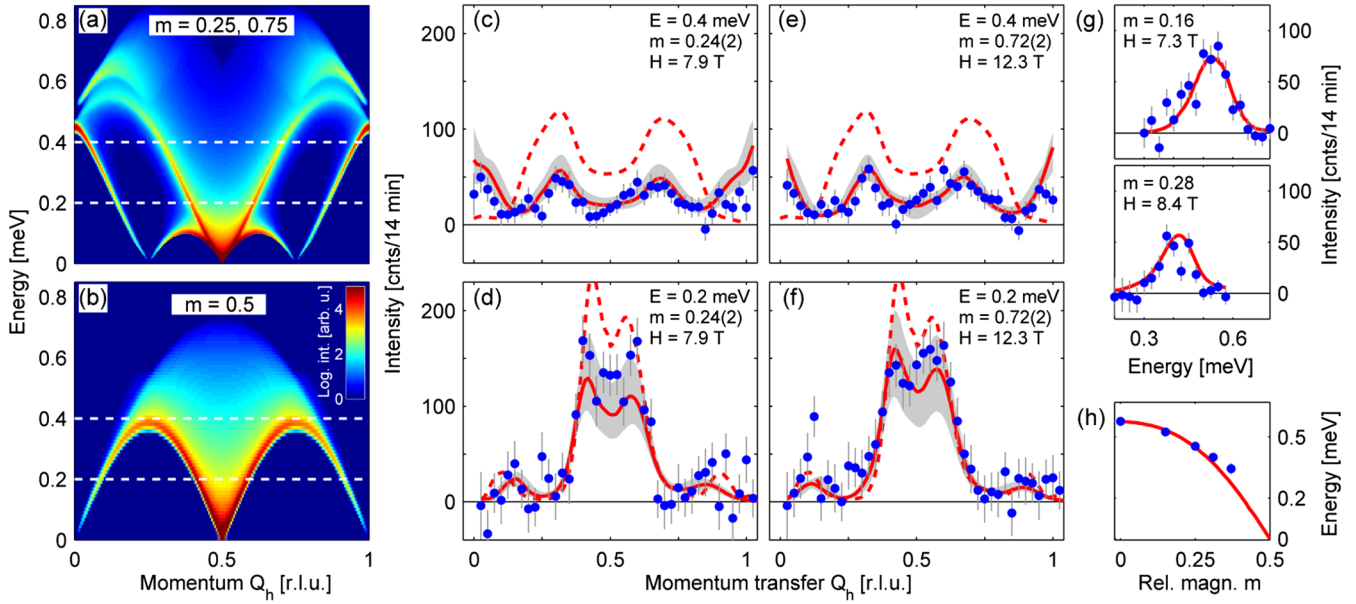 (a)
m = 0.25, 0.75
0.8
0.6
0.4
0.2
0
Energy [meV]
(b)
m = 0.5
0.8
0.6
0.4
0.2
0
Log. int. [arb. u.]
4
2
0
0
0.5
1
Momentum Q_h [r.l.u.]
Intensity [cnts/14 min]
(c)
E = 0.4 meV
m = 0.24(2)
H = 7.9 T
200
100
0
(d)
E = 0.2 meV
m = 0.24(2)
H = 7.9 T
200
100
0
0
0.5
1
(e)
E = 0.4 meV
m = 0.72(2)
H = 12.3 T
(f)
E = 0.2 meV
m = 0.72(2)
H = 12.3 T
0
0.5
1
Momentum transfer Q_h [r.l.u.]
(g)
m = 0.16
H = 7.3 T
100
50
0
m = 0.28
H = 8.4 T
100
50
0
Intensity [cnts/14 min]
0.3
0.6
Energy [meV]
(h)
0.5
0.2
0
Energy [meV]
0
0.25
0.5
Rel. magn. m